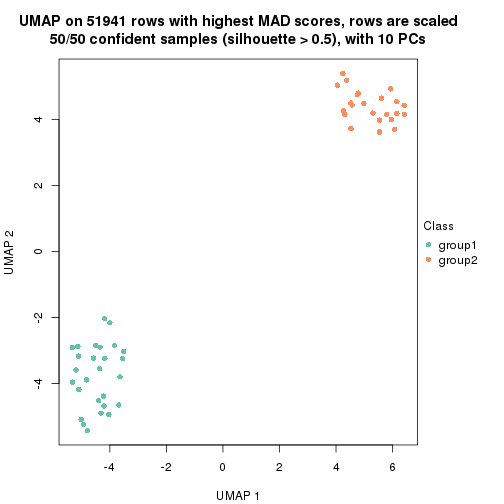 UMAP on 51941 rows with highest MAD scores, rows are scaled
50/50 confident samples (silhouette > 0.5), with 10 PCs
4
2
0
-2
-4
UMAP 2
-4
-2
0
2
4
6
UMAP 1
Class
group1
group2